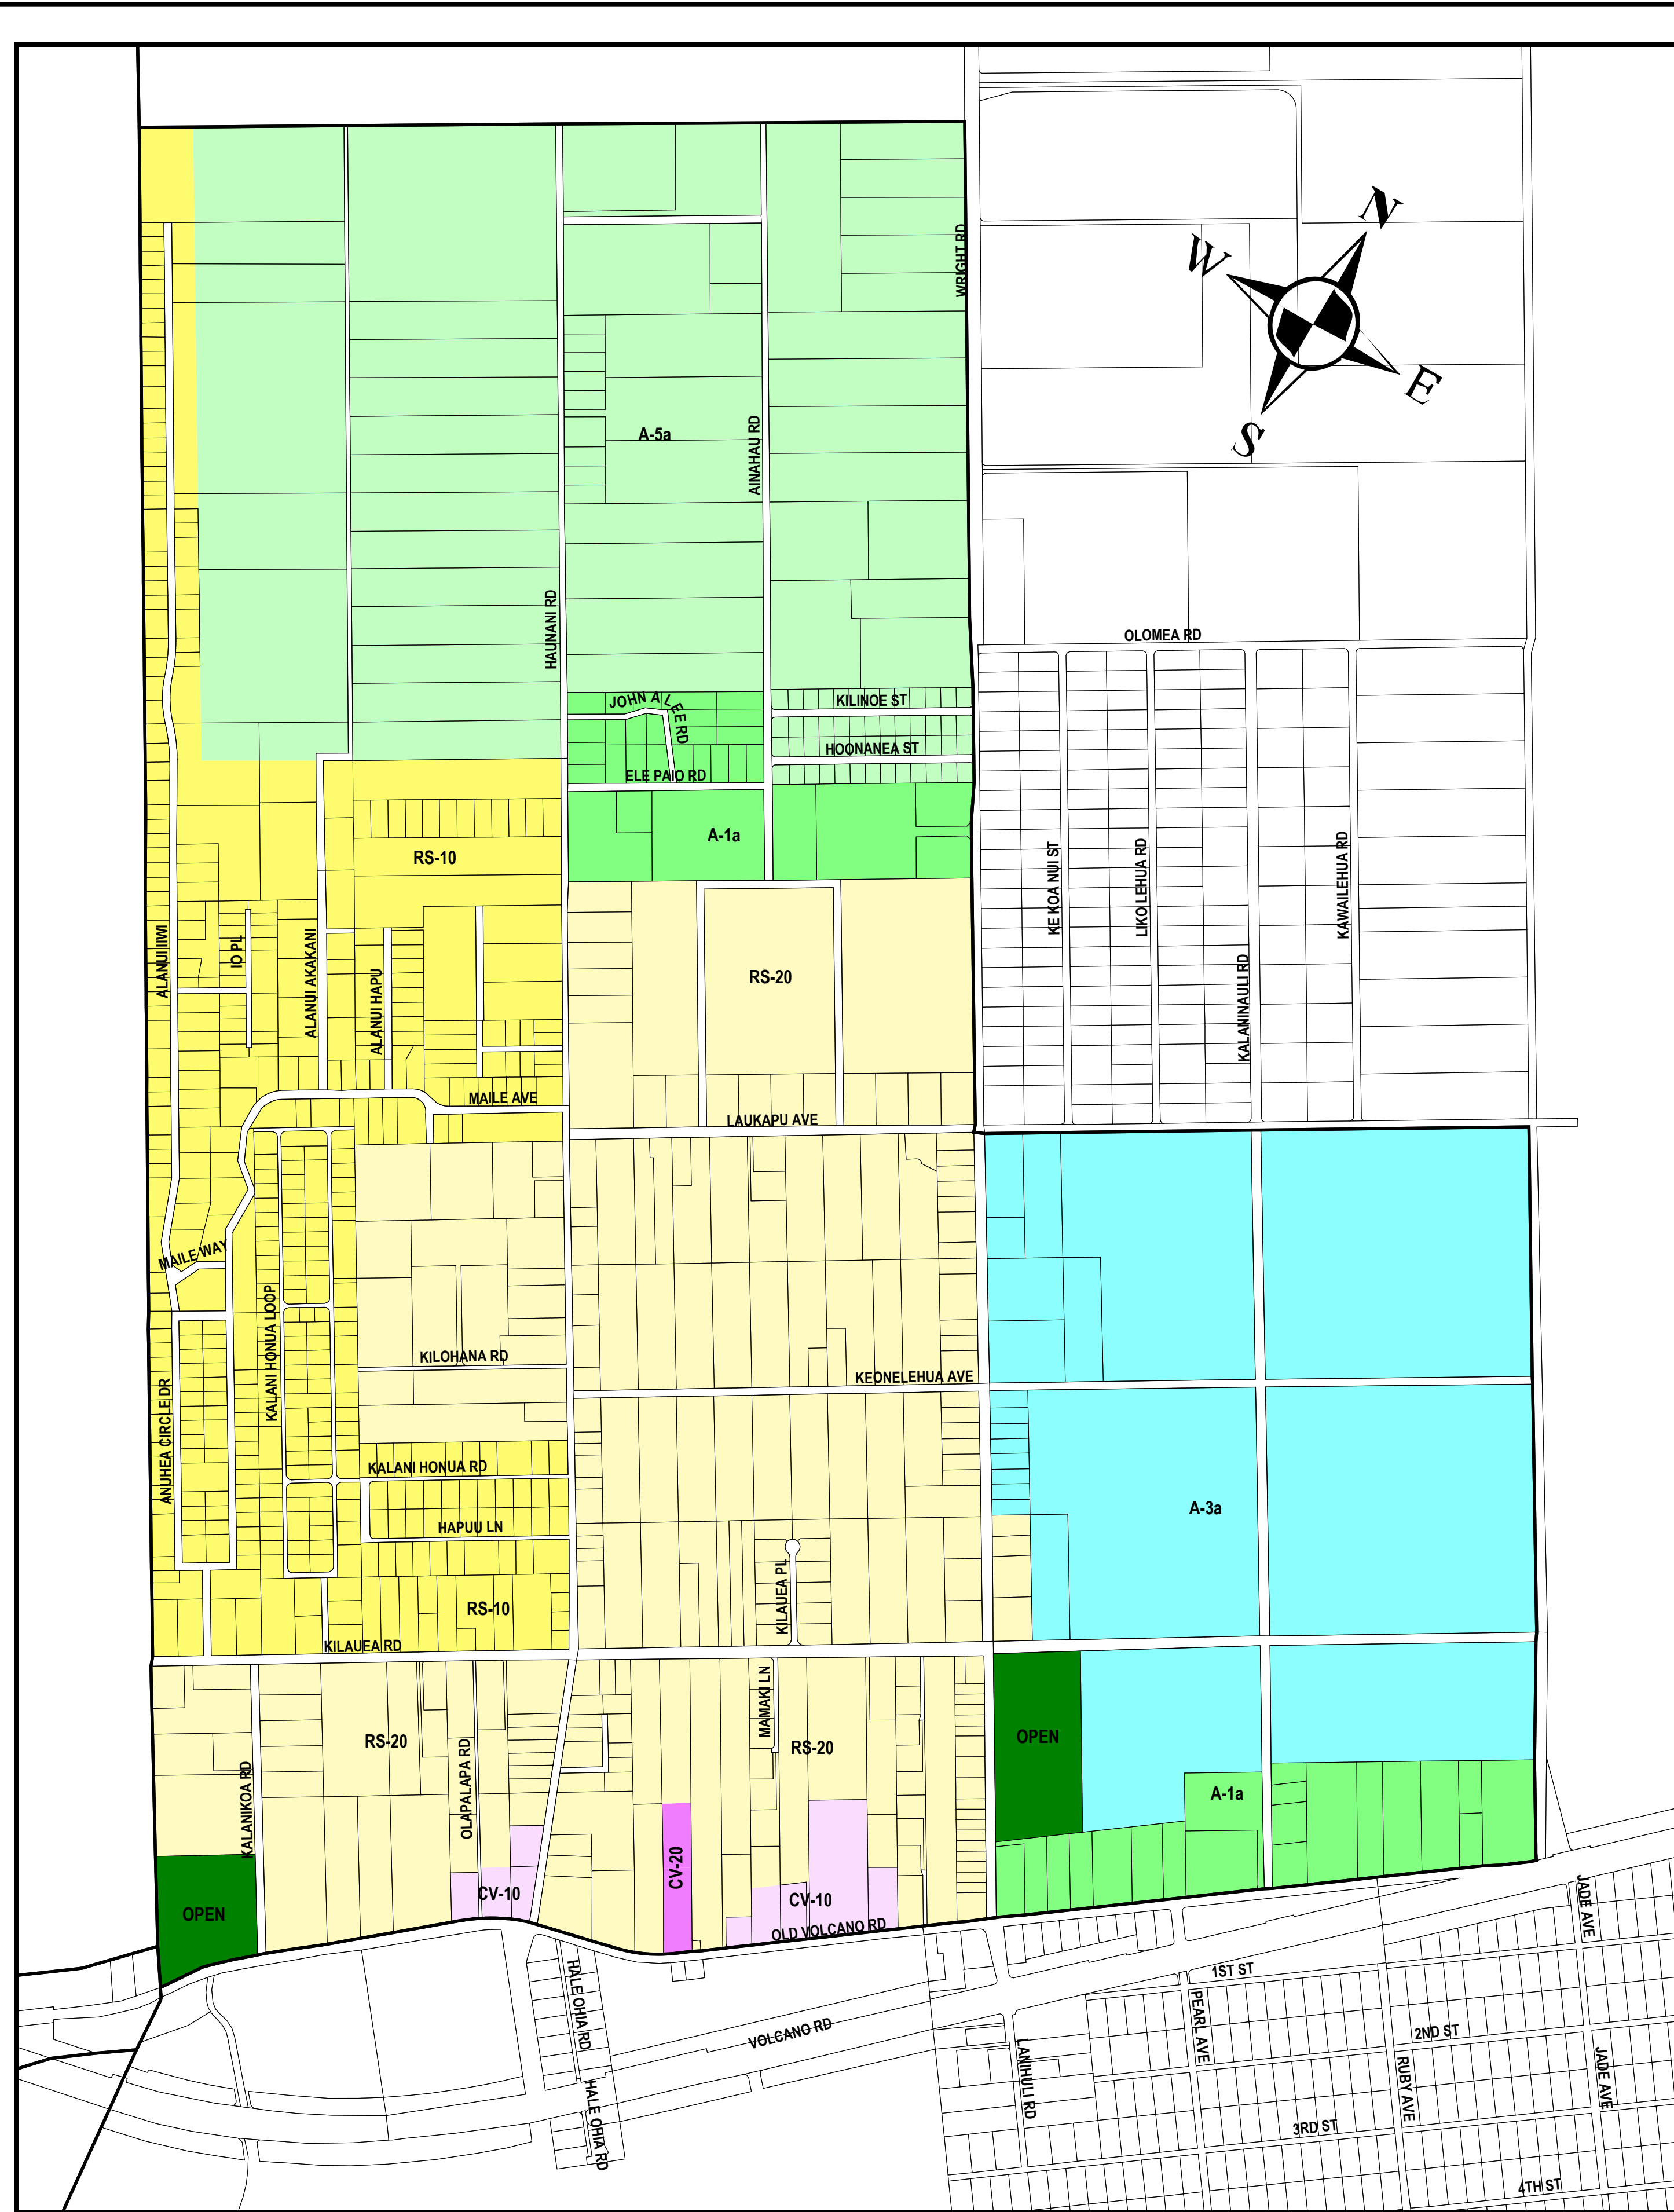 N
W
E
S
WRIGHT RD
A-5a
AINAHAU RD
HAUNANI RD
OLOMEA RD
JOHN A LEE RD
KILINOE ST
HOONANEA ST
ELE PAIO RD
A-1a
RS-10
KE KOA NUI ST
LIKO LEHUA RD
KAWAILEHUA RD
KALANINAULI RD
ALANUI IIWI
IO PL
ALANUI AKAKANI
ALANUI HAPU
RS-20
MAILE AVE
LAUKAPU AVE
MAILE WAY
KALANI HONUA LOOP
KILOHANA RD
KEONELEHUA AVE
ANUHEA CIRCLE DR
KALANI HONUA RD
A-3a
HAPUU LN
KILAUEA PL
RS-10
KILAUEA RD
MAMAKI LN
RS-20
RS-20
OPEN
OLAPALAPA RD
KALANIKOA RD
A-1a
CV-20
CV-10
CV-10
OPEN
OLD VOLCANO RD
JADE AVE
HALE OHIA RD
1ST ST
PEARL AVE
VOLCANO RD
2ND ST
LANIHULI RD
RUBY AVE
JADE AVE
HALE OHIA RD
3RD ST
4TH ST